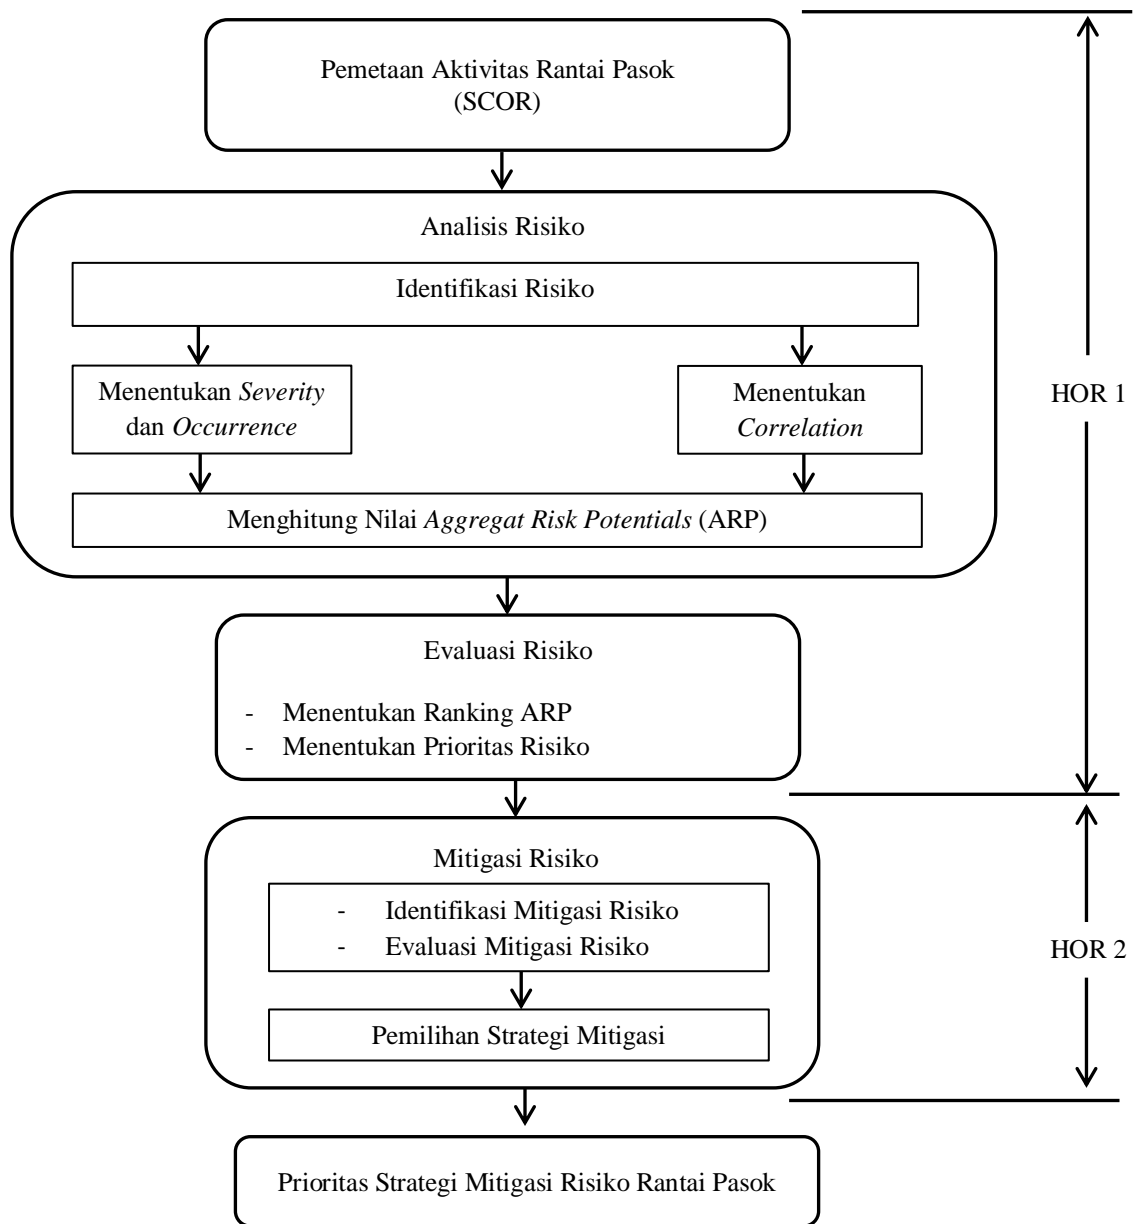 Pemetaan Aktivitas Rantai Pasok
(SCOR)
Analisis Risiko
Identifikasi Risiko
Menentukan Severity
dan Occurrence
Menentukan
Correlation
Menghitung Nilai Aggregat Risk Potentials (ARP)
HOR 1
Evaluasi Risiko
- Menentukan Ranking ARP
- Menentukan Prioritas Risiko
Mitigasi Risiko
- Identifikasi Mitigasi Risiko
- Evaluasi Mitigasi Risiko
HOR 2
Pemilihan Strategi Mitigasi
Prioritas Strategi Mitigasi Risiko Rantai Pasok